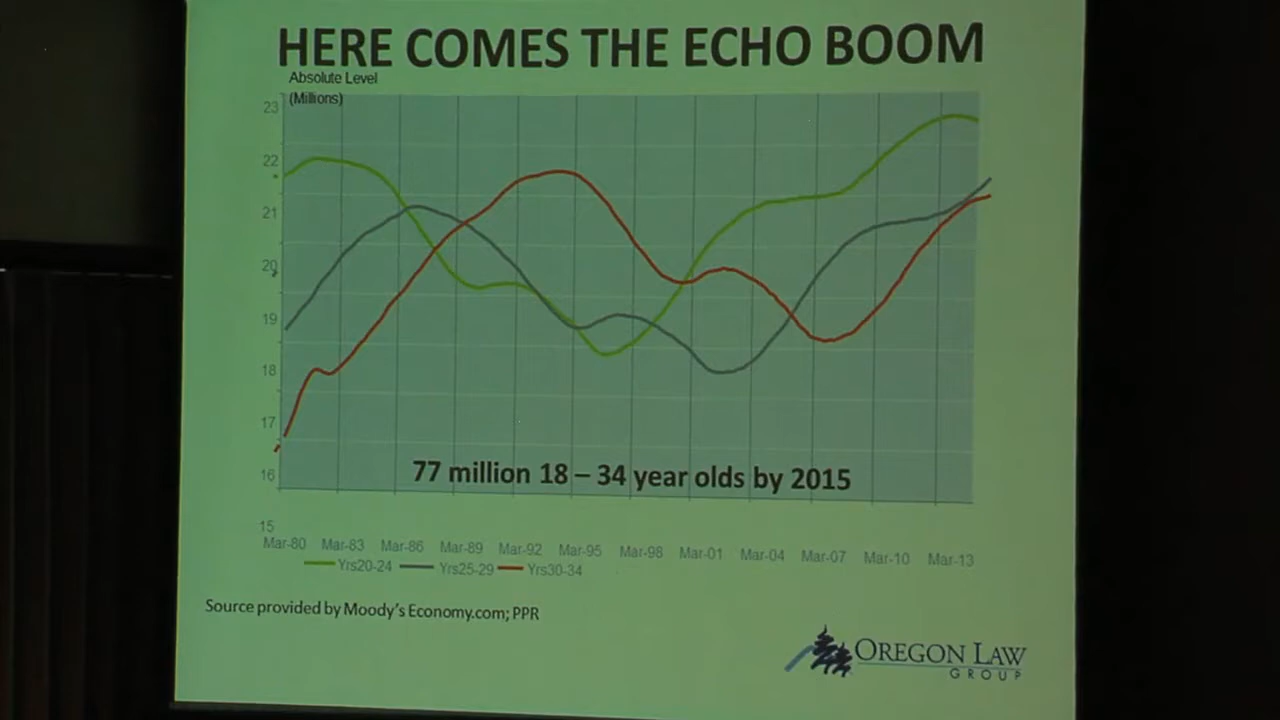 HERE COMES THE ECHO BOOM
Absolute Level
(Millions)
23
22
21
20
19
18
17
16
15
77 million 18 – 34 year olds by 2015
Mar-80 Mar-83 Mar-86 Mar-89 Mar-92 Mar-95 Mar-98 Mar-01 Mar-04 Mar-07 Mar-10 Mar-13
Yrs20-24 Yrs25-29 Yrs30-34
Source provided by Moody's Economy.com; PPR
OREGON LAW
GROUP